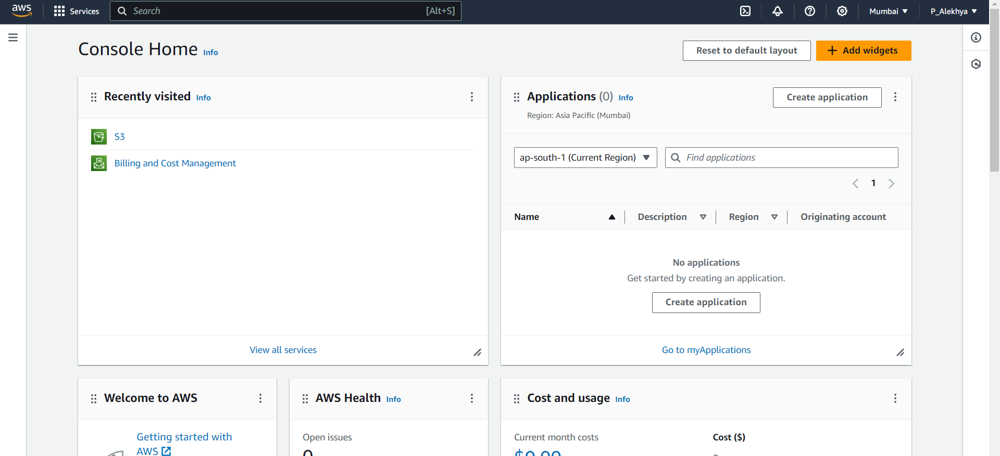 aws
Services
Search
[Alt+S]
Mumbai
P_Alekhya
Console Home Info
Reset to default layout
Add widgets
Recently visited Info
S3
Billing and Cost Management
View all services
Applications (0) Info
Region: Asia Pacific (Mumbai)
Create application
ap-south-1 (Current Region)
Find applications
1
Name
Description
Region
Originating account
No applications
Get started by creating an application.
Create application
Go to myApplications
Welcome to AWS
Getting started with
AWS
AWS Health Info
Open issues
0
Cost and usage Info
Current month costs
$0.00
Cost ($)